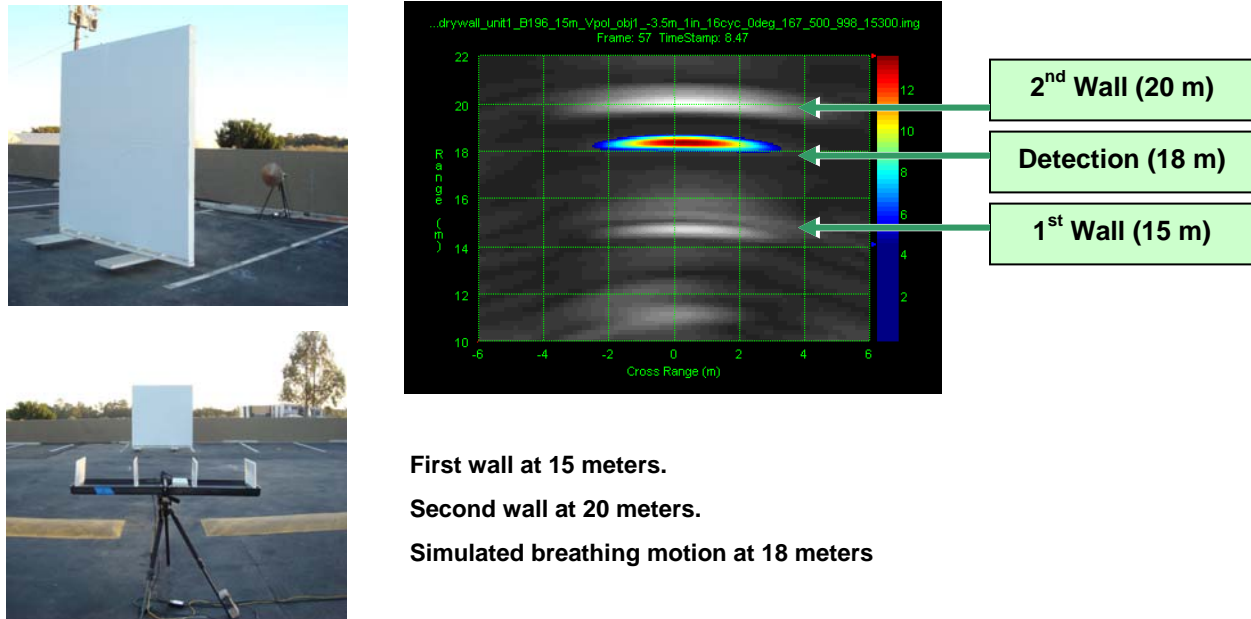 ...drywall_unit1_B196_15m_Vpol_obj1_-3.5m_1in_16cyc_0deg_167_500_998_15300.img
Frame: 57 TimeStamp: 8.47
22
20
18
16
14
12
10
Range (m)
-6 -4 -2 0 2 4 6
Cross Range (m)
12
10
8
6
4
2
2nd Wall (20 m)
Detection (18 m)
1st Wall (15 m)
First wall at 15 meters.
Second wall at 20 meters.
Simulated breathing motion at 18 meters